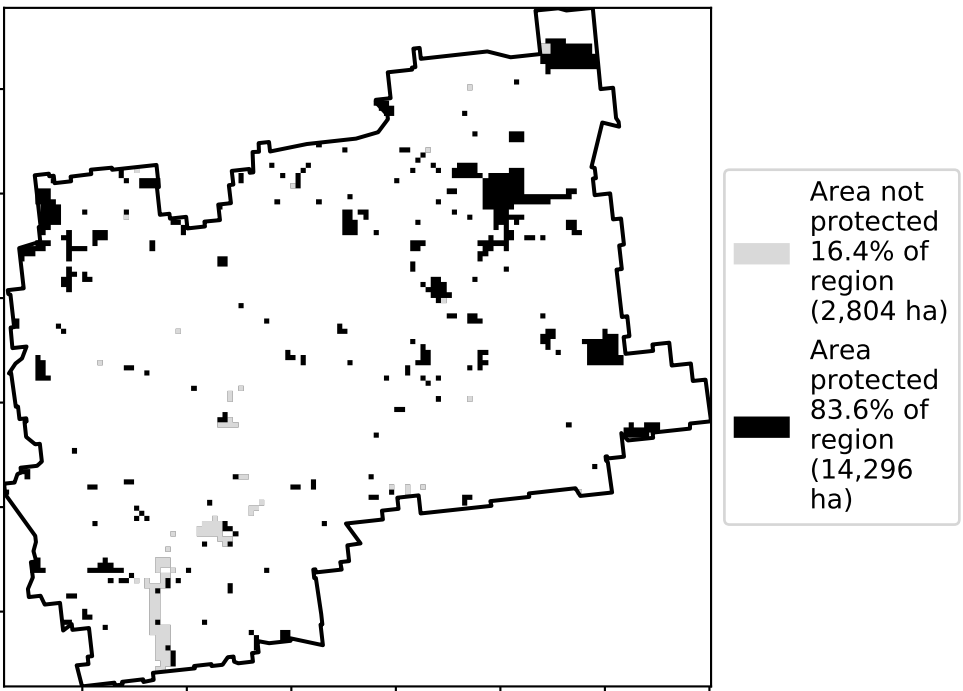 Area not
protected
16.4% of
region
(2,804 ha)
Area
protected
83.6% of
region
(14,296
ha)